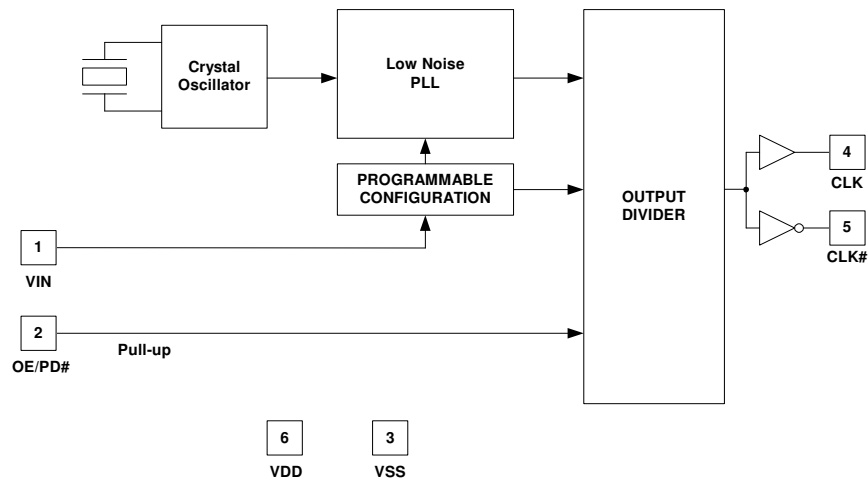 Crystal
Oscillator
Low Noise
PLL
PROGRAMMABLE
CONFIGURATION
OUTPUT
DIVIDER
4
CLK
5
CLK#
1
VIN
2
OE/PD#
Pull-up
6
VDD
3
VSS